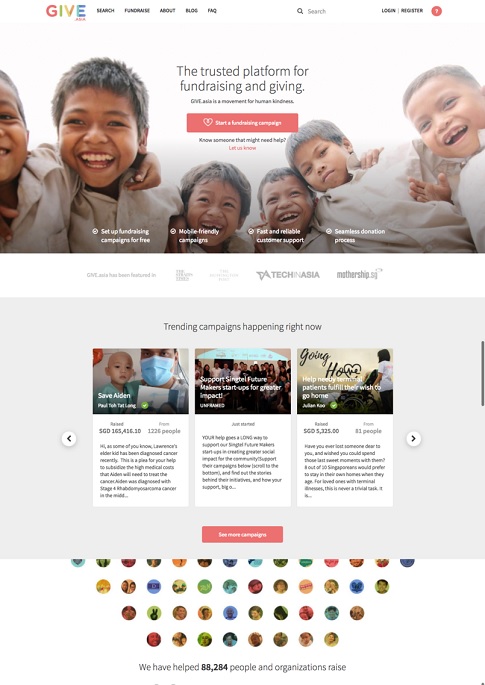 GIVE
.ASIA
SEARCH FUNDRAISE ABOUT BLOG FAQ
Search
LOGIN | REGISTER ?
The trusted platform for
fundraising and giving.
GIVE.asia is a movement for human kindness.
Start a fundraising campaign
Know someone that might need help?
Let us know
Set up fundraising
campaigns for free
Mobile-friendly
campaigns
Fast and reliable
customer support
Seamless donation
process
GIVE.asia has been featured in
TECHINASIA
mothership.sg
Trending campaigns happening right now
Save Aiden
Paul Toh Tat Long
Raised
SGD 165,416.10
From
1226 people
Hi, as some of you know, Lawrence's
elder kid has been diagnosed cancer
recently. This is a plea for your help
to subsidize the high medical costs
that Aiden will need to treat the
cancer.Aiden was diagnosed with
Stage 4 Rhabdomyosarcoma cancer
in the midd...
Support Singtel Future
Makers start-ups for greater
impact!
UNFRAMED
Just started
YOUR help goes a LONG way to
support our Singtel Future Makers
start-ups in creating greater social
impact for the community!Support
their campaigns below (scroll to the
bottom), and find out the stories
behind their initiatives, and how
your support, big o...
Going
Home
Help needy terminal
patients fulfill their wish to
go home
Julian Koo
Raised
SGD 5,325.00
From
81 people
Have you ever lost someone dear to
you, and wished you could spend
those last sweet moments with them?
8 out of 10 Singaporeans would prefer
to stay in their own homes when they
age. For loved ones with terminal
illnesses, this is never a trivial task. It
is...
See more campaigns
We have helped 88,284 people and organizations raise